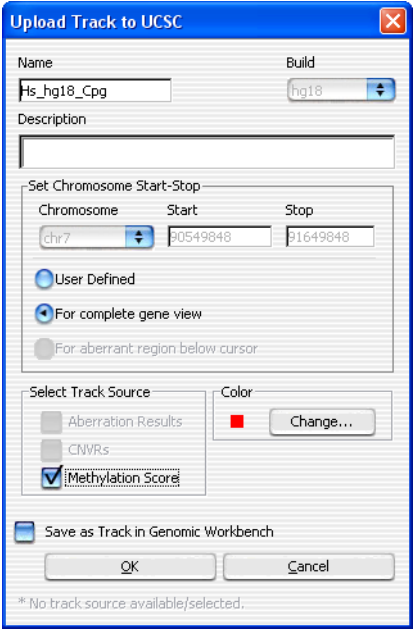 Upload Track to UCSC
Name Build
Hs_hg18_Cpg hg18
Description
Set Chromosome Start-Stop
Chromosome Start Stop
chr7 90549848 91649848
User Defined
For complete gene view
For aberrant region below cursor
Select Track Source Color
Aberration Results Change...
CNVRs
Methylation Score
Save as Track in Genomic Workbench
OK Cancel
* No track source available/selected.